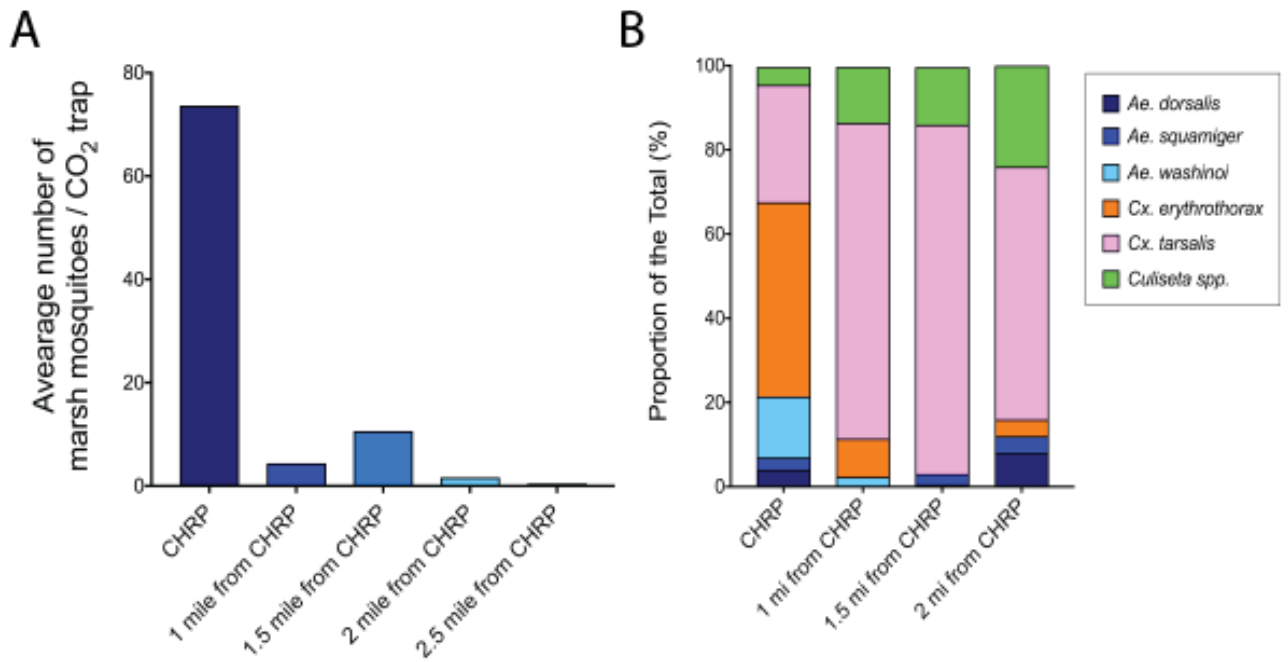 A
Avearage number of
marsh mosquitoes / CO2 trap
80
60
40
20
0
CHRP
1 mile from CHRP
1.5 mile from CHRP
2 mile from CHRP
2.5 mile from CHRP
B
Proportion of the Total (%)
100
80
60
40
20
0
CHRP
1 mi from CHRP
1.5 mi from CHRP
2 mi from CHRP
Ae. dorsalis
Ae. squamiger
Ae. washinoi
Cx. erythrothorax
Cx. tarsalis
Culiseta spp.